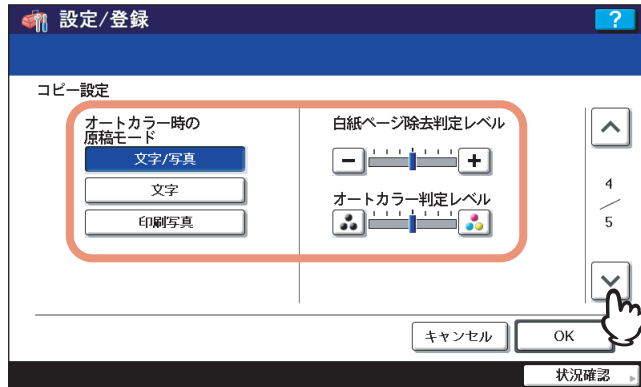 設定/登録
?
コピー設定
オートカラー時の
原稿モード
文字/写真
文字
印刷写真
白紙ページ除去判定レベル
－
＋
オートカラー判定レベル
4
5
キャンセル
OK
状況確認